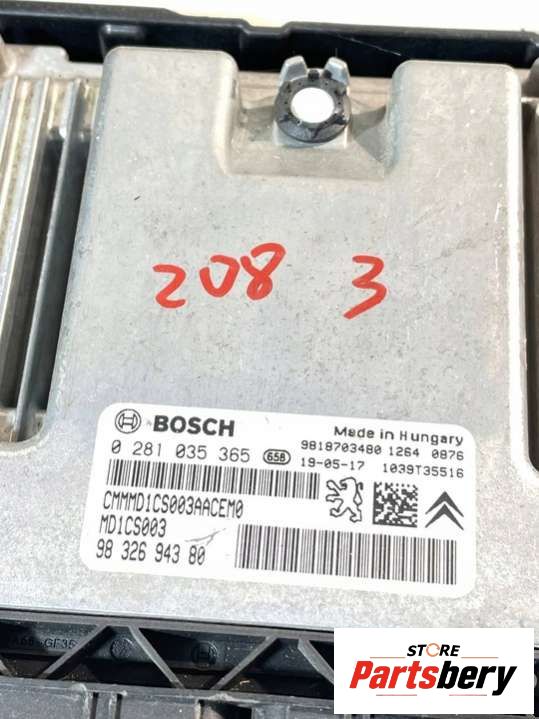 208 3
BOSCH
Made in Hungary
0 281 035 365 658
9818703480 1264 0876
19-05-17 1039T35516
CMMMD1CS003AACEM0
MD1CS003
98 326 943 80
BOSCH
STORE
Partsbery